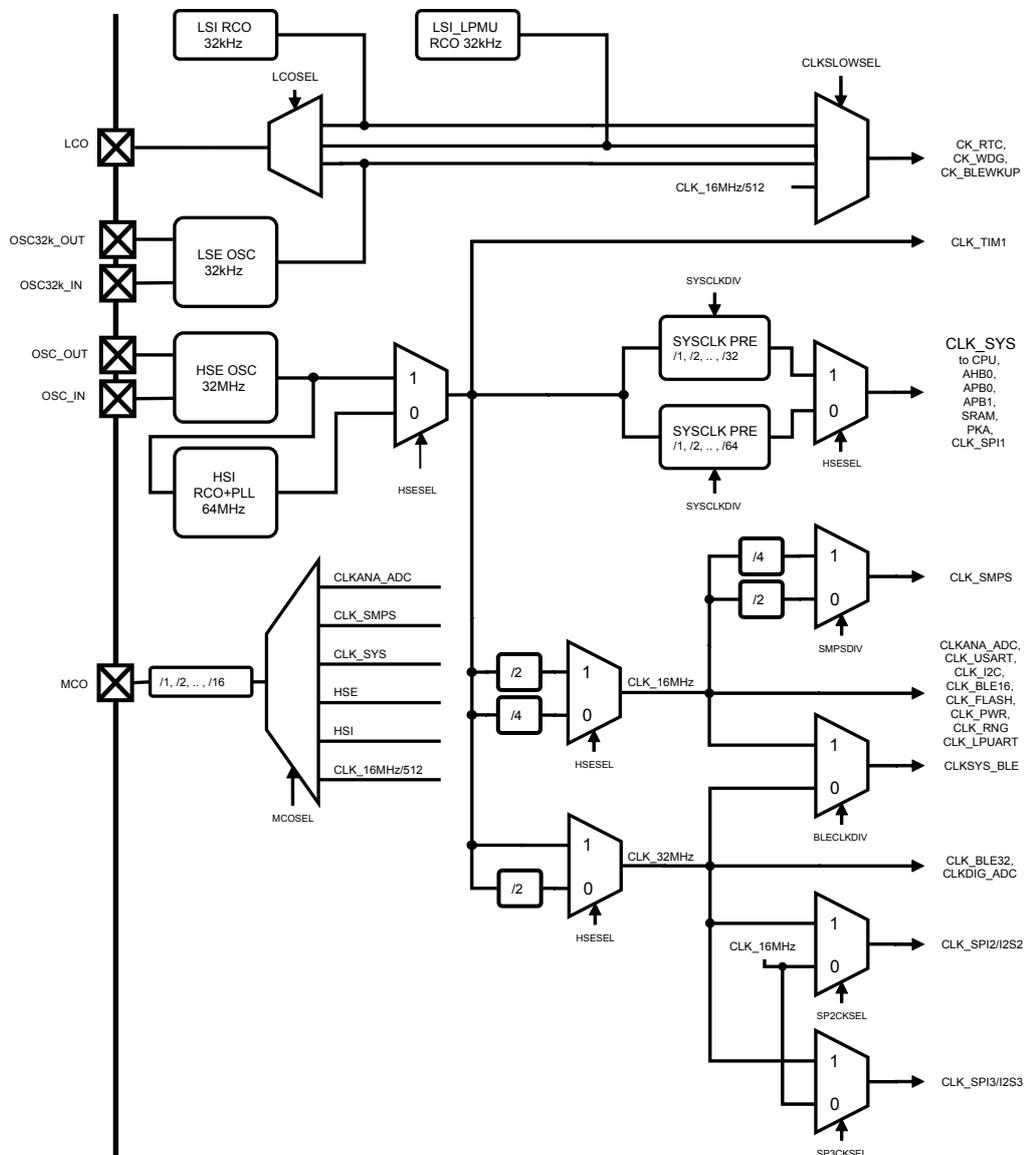 LSI RCO
32kHz
LSI_LPMU
RCO 32kHz
LCOSEL
CLKSLOWSEL
LCO
CK_RTC,
CK_WDG,
CK_BLEWKUP
CLK_16MHz/512
OSC32k_OUT
OSC32k_IN
LSE OSC
32kHz
CLK_TIM1
OSC_OUT
OSC_IN
HSE OSC
32MHz
1
0
HSESEL
HSI
RCO+PLL
64MHz
SYSCLKDIV
SYSCLK PRE
/1, /2, .. , /32
SYSCLK PRE
/1, /2, .. , /64
SYSCLKDIV
1
0
HSESEL
CLK_SYS
to CPU,
AHB0,
APB0,
APB1,
SRAM,
PKA,
CLK_SPI1
MCO
/1, /2, .. , /16
CLKANA_ADC
CLK_SMPS
CLK_SYS
HSE
HSI
CLK_16MHz/512
MCOSEL
/2
/4
1
0
HSESEL
CLK_16MHz
/4
/2
1
0
SMPSDIV
CLK_SMPS
CLKANA_ADC,
CLK_USART,
CLK_I2C,
CLK_BLE16,
CLK_FLASH,
CLK_PWR,
CLK_RNG
CLK_LPUART
1
0
BLECLKDIV
CLKSYS_BLE
/2
1
0
HSESEL
CLK_32MHz
CLK_BLE32,
CLKDIG_ADC
CLK_16MHz
1
0
SP2CKSEL
CLK_SPI2/I2S2
1
0
SP3CKSEL
CLK_SPI3/I2S3